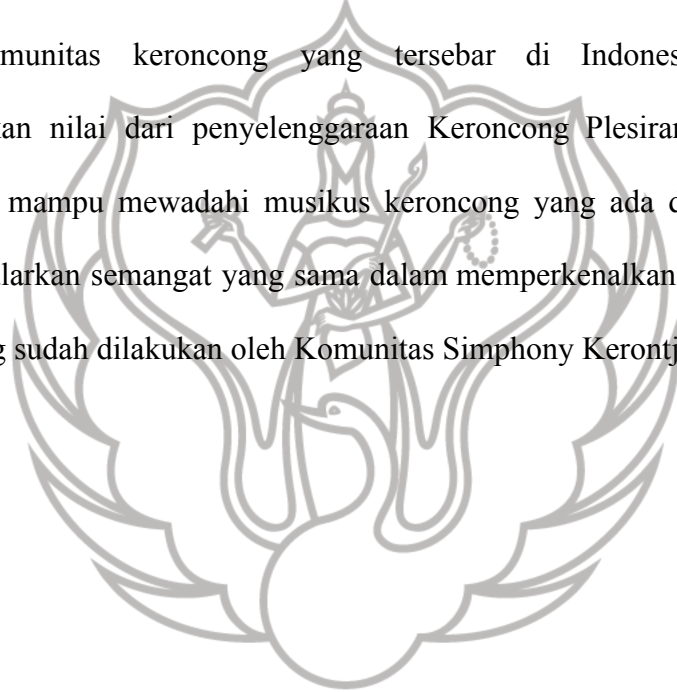 munitas keroncong yang tersebar di Indones
kan nilai dari penyelenggaraan Keroncong Plesiran
mampu mewadahi musikus keroncong yang ada d
larkan semangat yang sama dalam memperkenalkan
g sudah dilakukan oleh Komunitas Simphony Kerontj